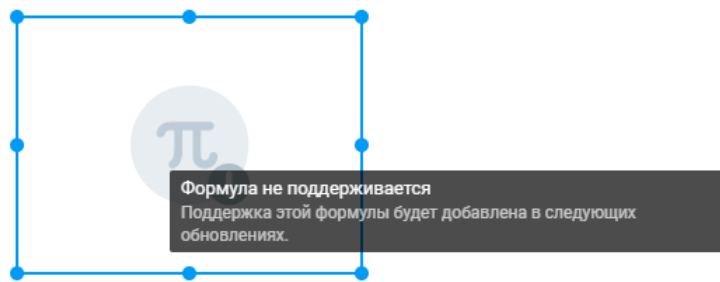 π
Формула не поддерживается
Поддержка этой формулы будет добавлена в следующих
обновлениях.